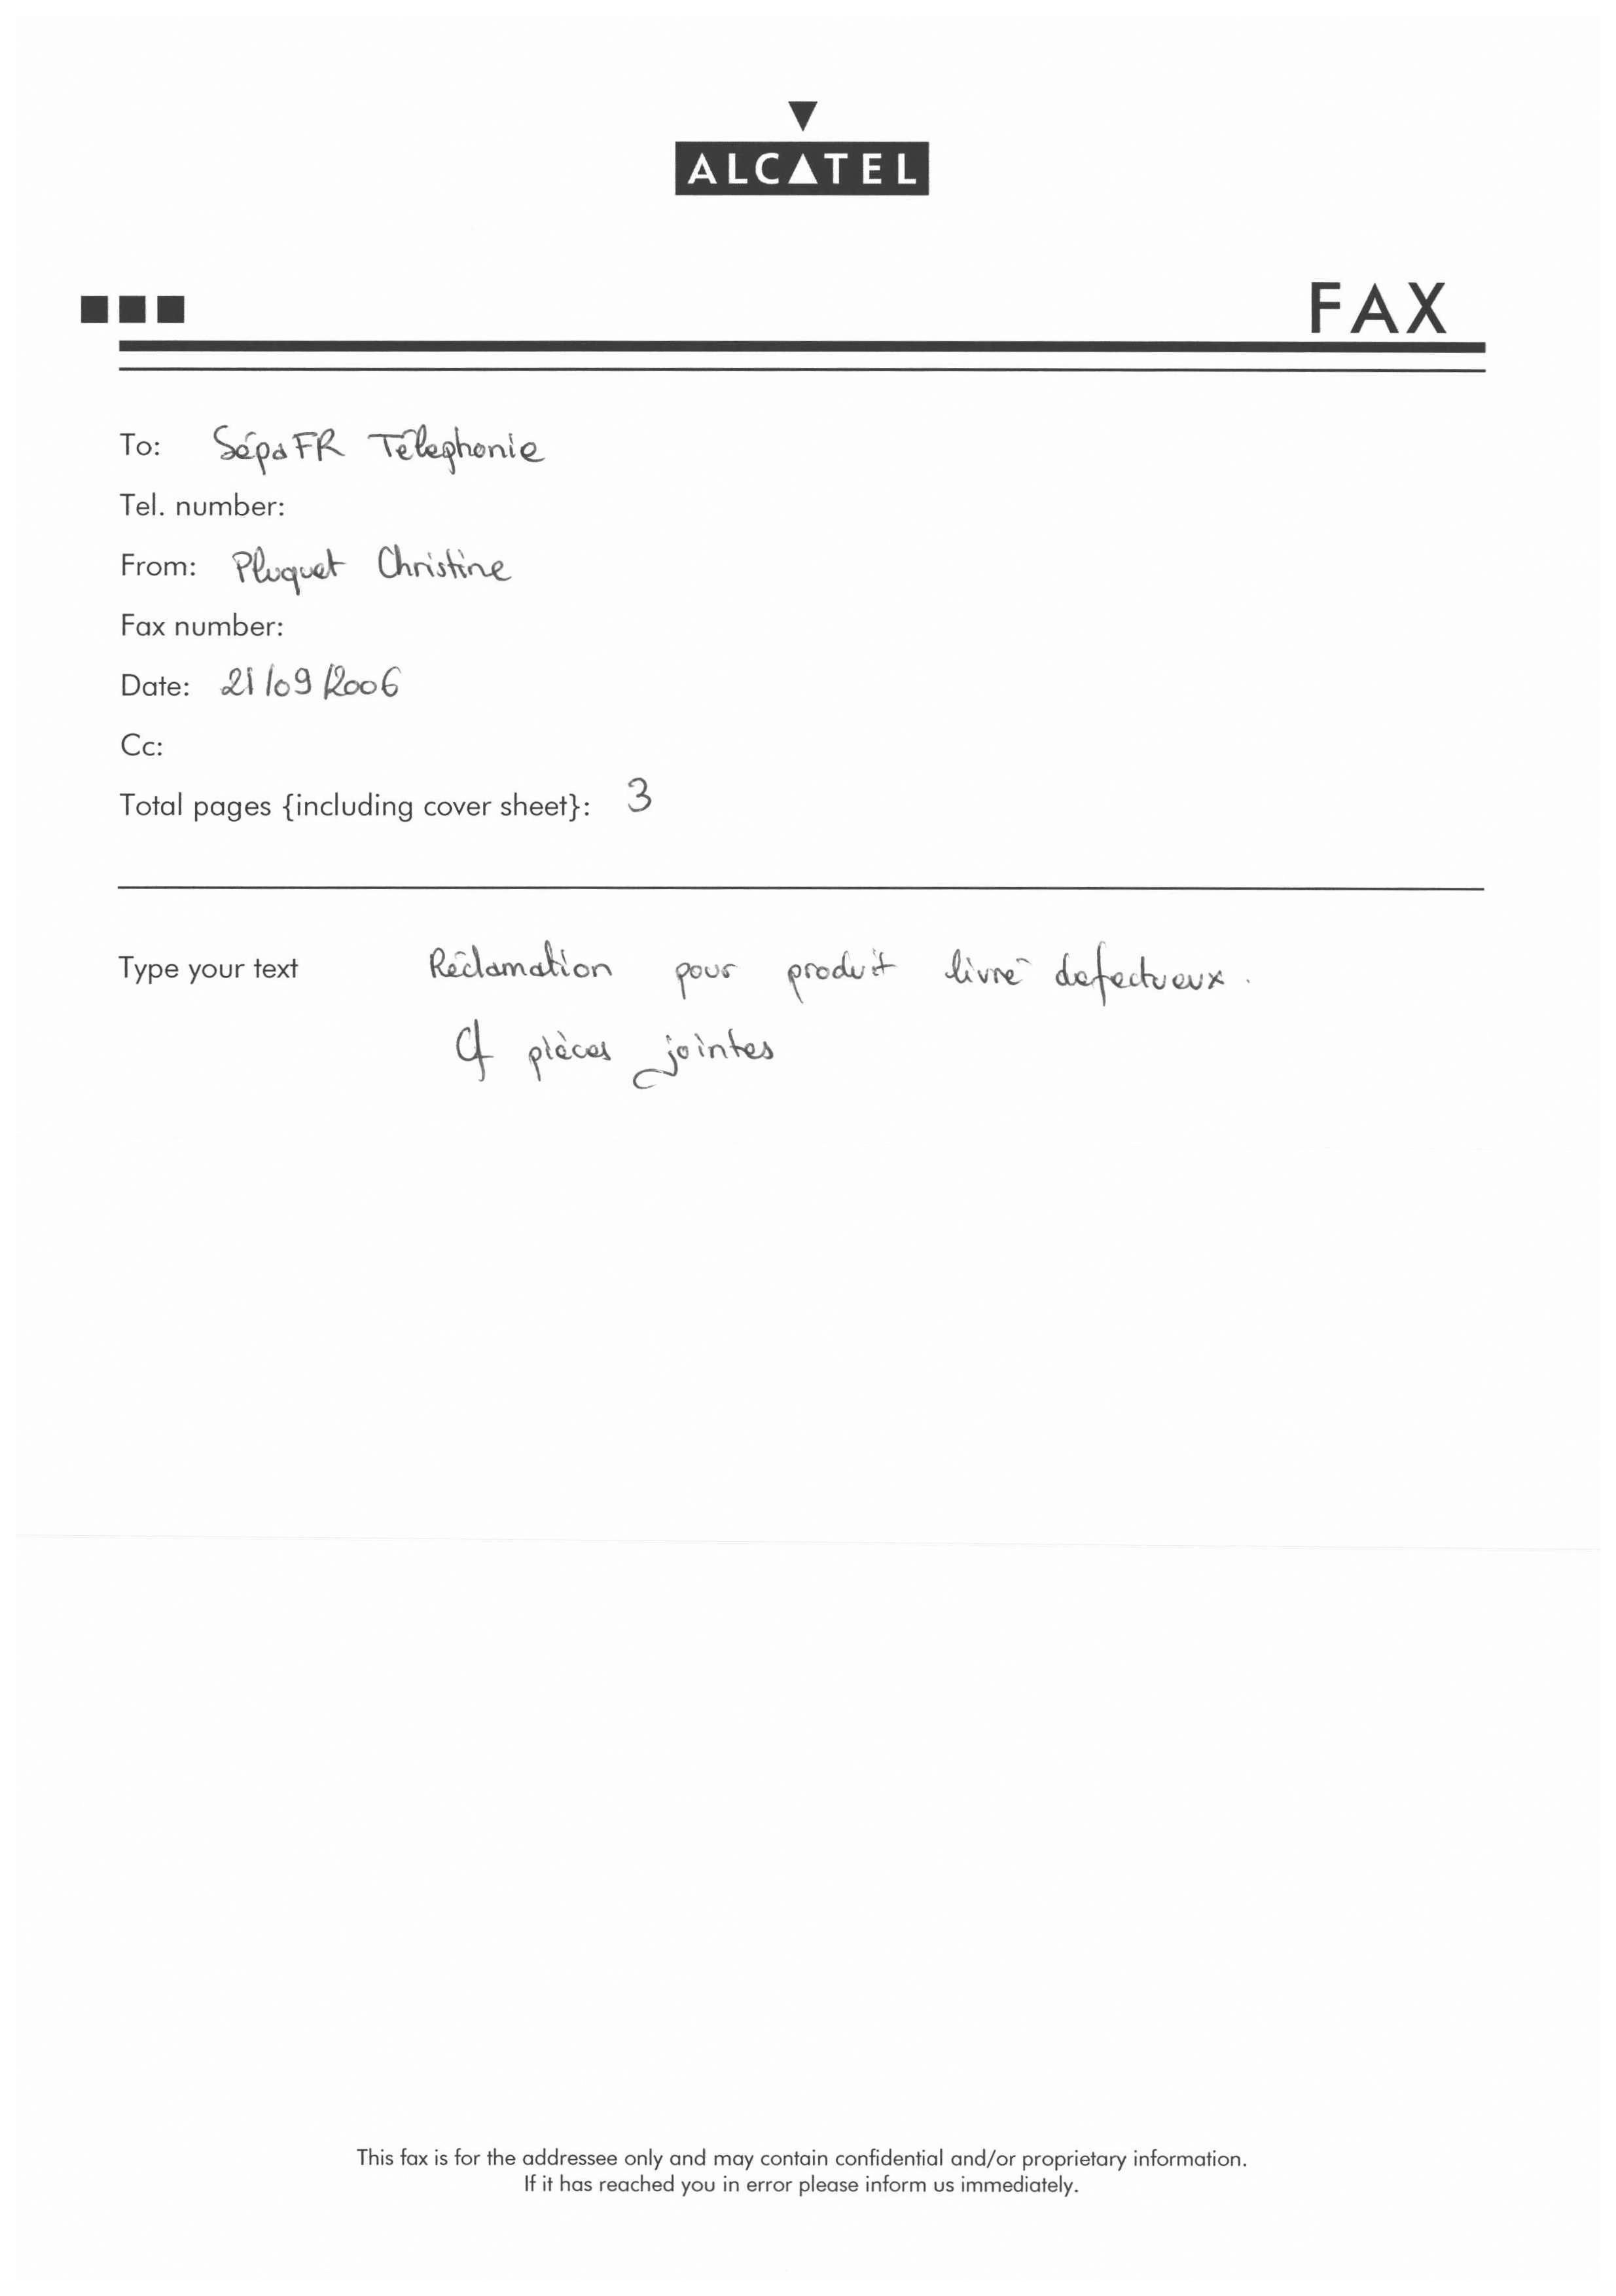 ALCATEL
FAX
To: SépaFR Télephonie
Tel. number:
From: Pluquet Christine
Fax number:
Date: 21/09/2006
Cc:
Total pages {including cover sheet}: 3
Type your text Réclamation pour produit livré defectueux.
Cf pièces jointes
This fax is for the addressee only and may contain confidential and/or proprietary information.
If it has reached you in error please inform us immediately.